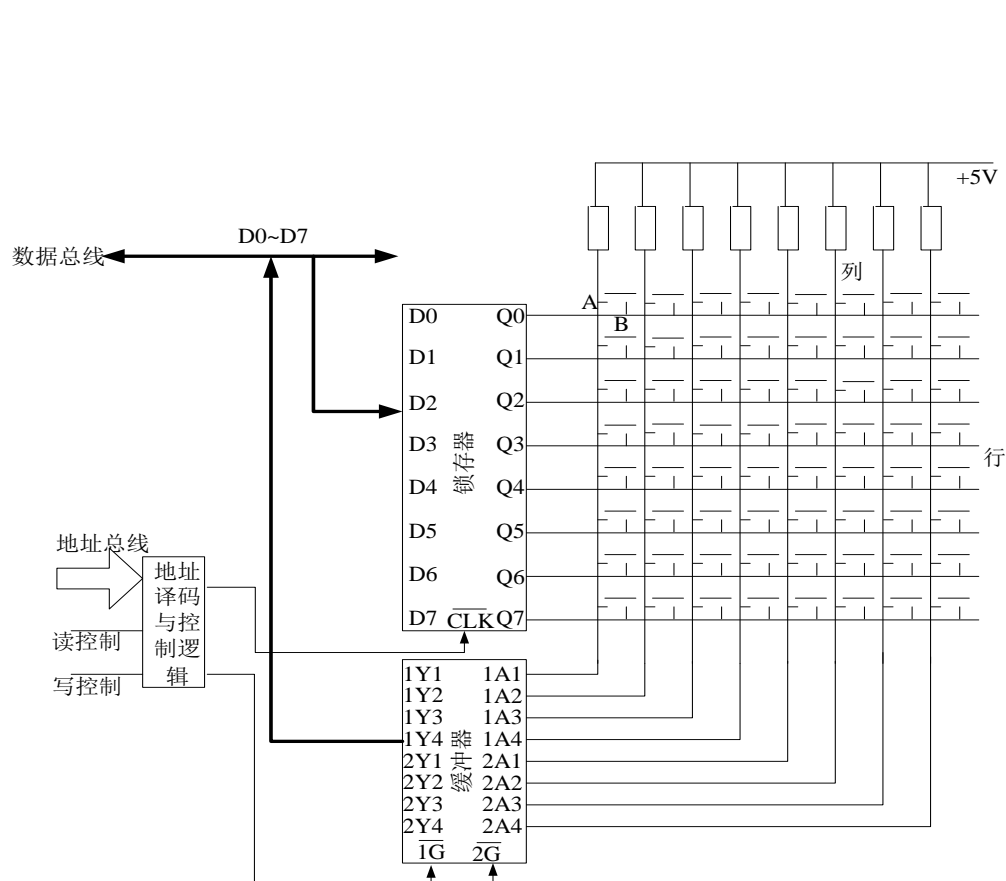 +5V
D0~D7
数据总线
列
A
B
D0 Q0
D1 Q1
D2 Q2
D3 Q3
D4 Q4
D5 Q5
D6 Q6
D7 CLK Q7
锁存器
行
地址总线
地址译码与控制逻辑
读控制
写控制
1Y1 1A1
1Y2 1A2
1Y3 1A3
1Y4 1A4
2Y1 2A1
2Y2 2A2
2Y3 2A3
2Y4 2A4
缓冲器
1G 2G